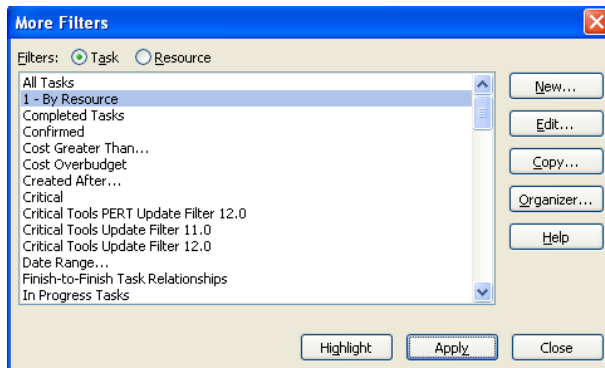 More Filters
Filters: Task Resource
All Tasks
1 - By Resource
Completed Tasks
Confirmed
Cost Greater Than...
Cost Overbudget
Created After...
Critical
Critical Tools PERT Update Filter 12.0
Critical Tools Update Filter 11.0
Critical Tools Update Filter 12.0
Date Range...
Finish-to-Finish Task Relationships
In Progress Tasks
New...
Edit...
Copy...
Organizer...
Help
Highlight Apply Close